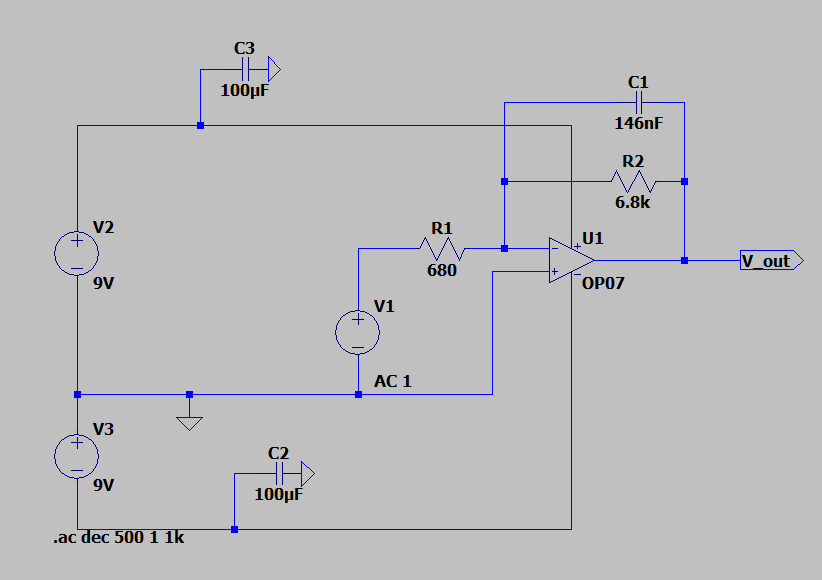 C3
100µF
C1
146nF
R2
6.8k
V2
9V
R1
680
U1
OP07
V_out
V1
AC 1
V3
9V
C2
100µF
.ac dec 500 1 1k